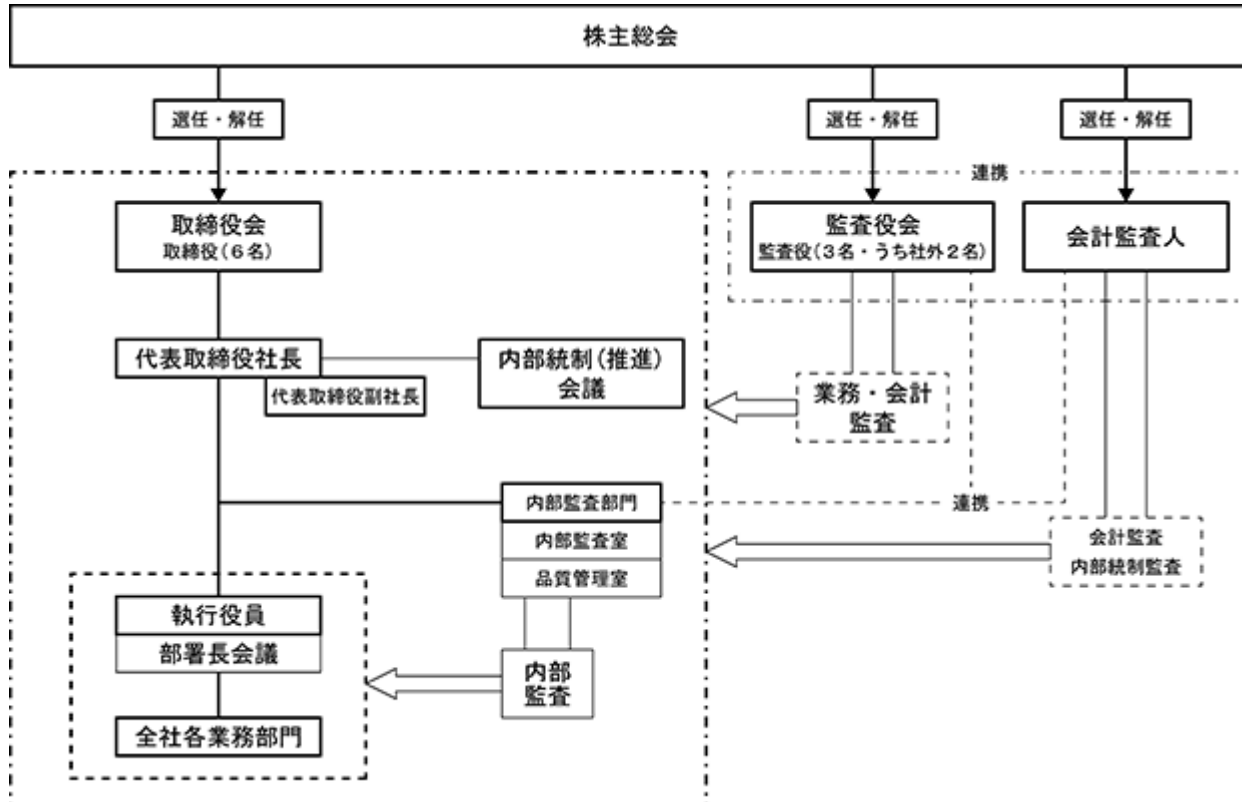 株主総会
選任・解任
選任・解任
選任・解任
連携
取締役会
取締役(6名)
監査役会
監査役(3名・うち社外2名)
会計監査人
代表取締役社長
代表取締役副社長
内部統制(推進)
会議
業務・会計
監査
内部監査部門
内部監査室
品質管理室
連携
会計監査
内部統制監査
執行役員
部署長会議
内部
監査
全社各業務部門